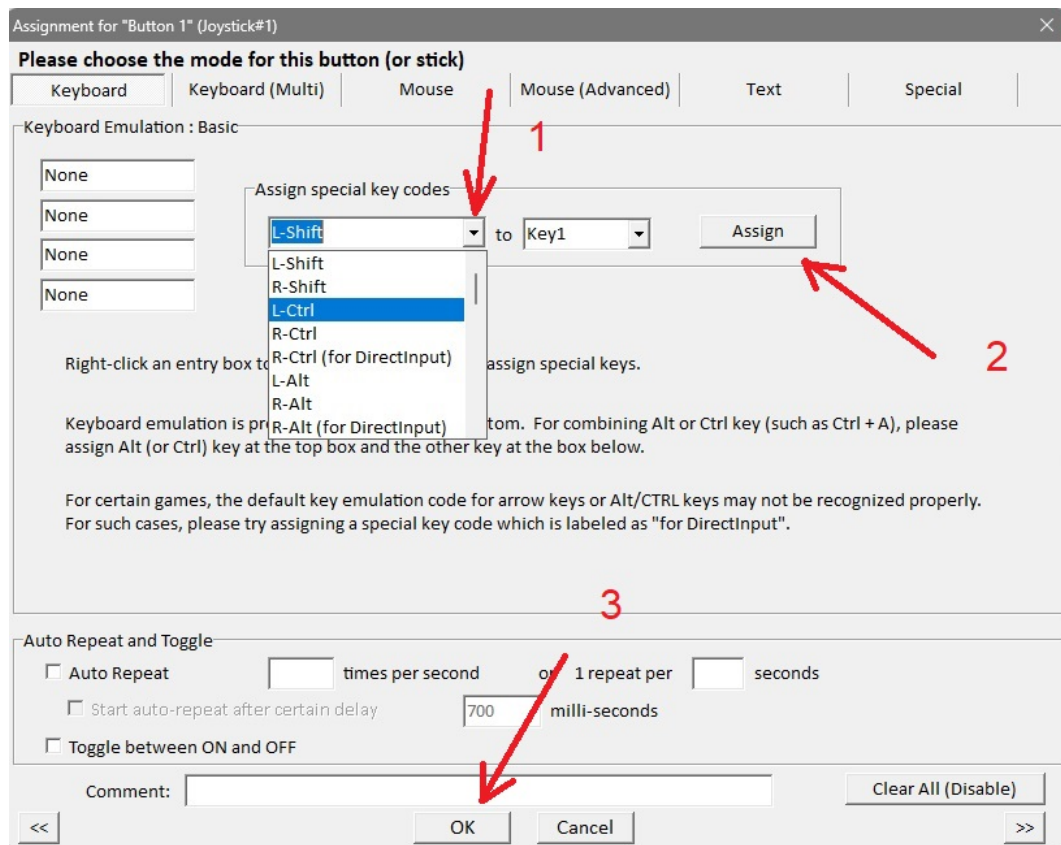 Assignment for "Button 1" (Joystick#1)
Please choose the mode for this button (or stick)
Keyboard Keyboard (Multi) Mouse Mouse (Advanced) Text Special
Keyboard Emulation : Basic
1
None
Assign special key codes
None
L-Shift to Key1 Assign
None
L-Shift
R-Shift
None
L-Ctrl
R-Ctrl
2
Right-click an entry box to R-Ctrl (for DirectInput) assign special keys.
L-Alt
R-Alt
Keyboard emulation is R-Alt (for DirectInput) For combining Alt or Ctrl key (such as Ctrl + A), please
assign Alt (or Ctrl) key at the top box and the other key at the box below.
For certain games, the default key emulation code for arrow keys or Alt/CTRL keys may not be recognized properly.
For such cases, please try assigning a special key code which is labeled as "for DirectInput".
3
Auto Repeat and Toggle
Auto Repeat times per second 1 repeat per seconds
Start auto-repeat after certain delay 700 milli-seconds
Toggle between ON and OFF
Comment: Clear All (Disable)
<< OK Cancel >>